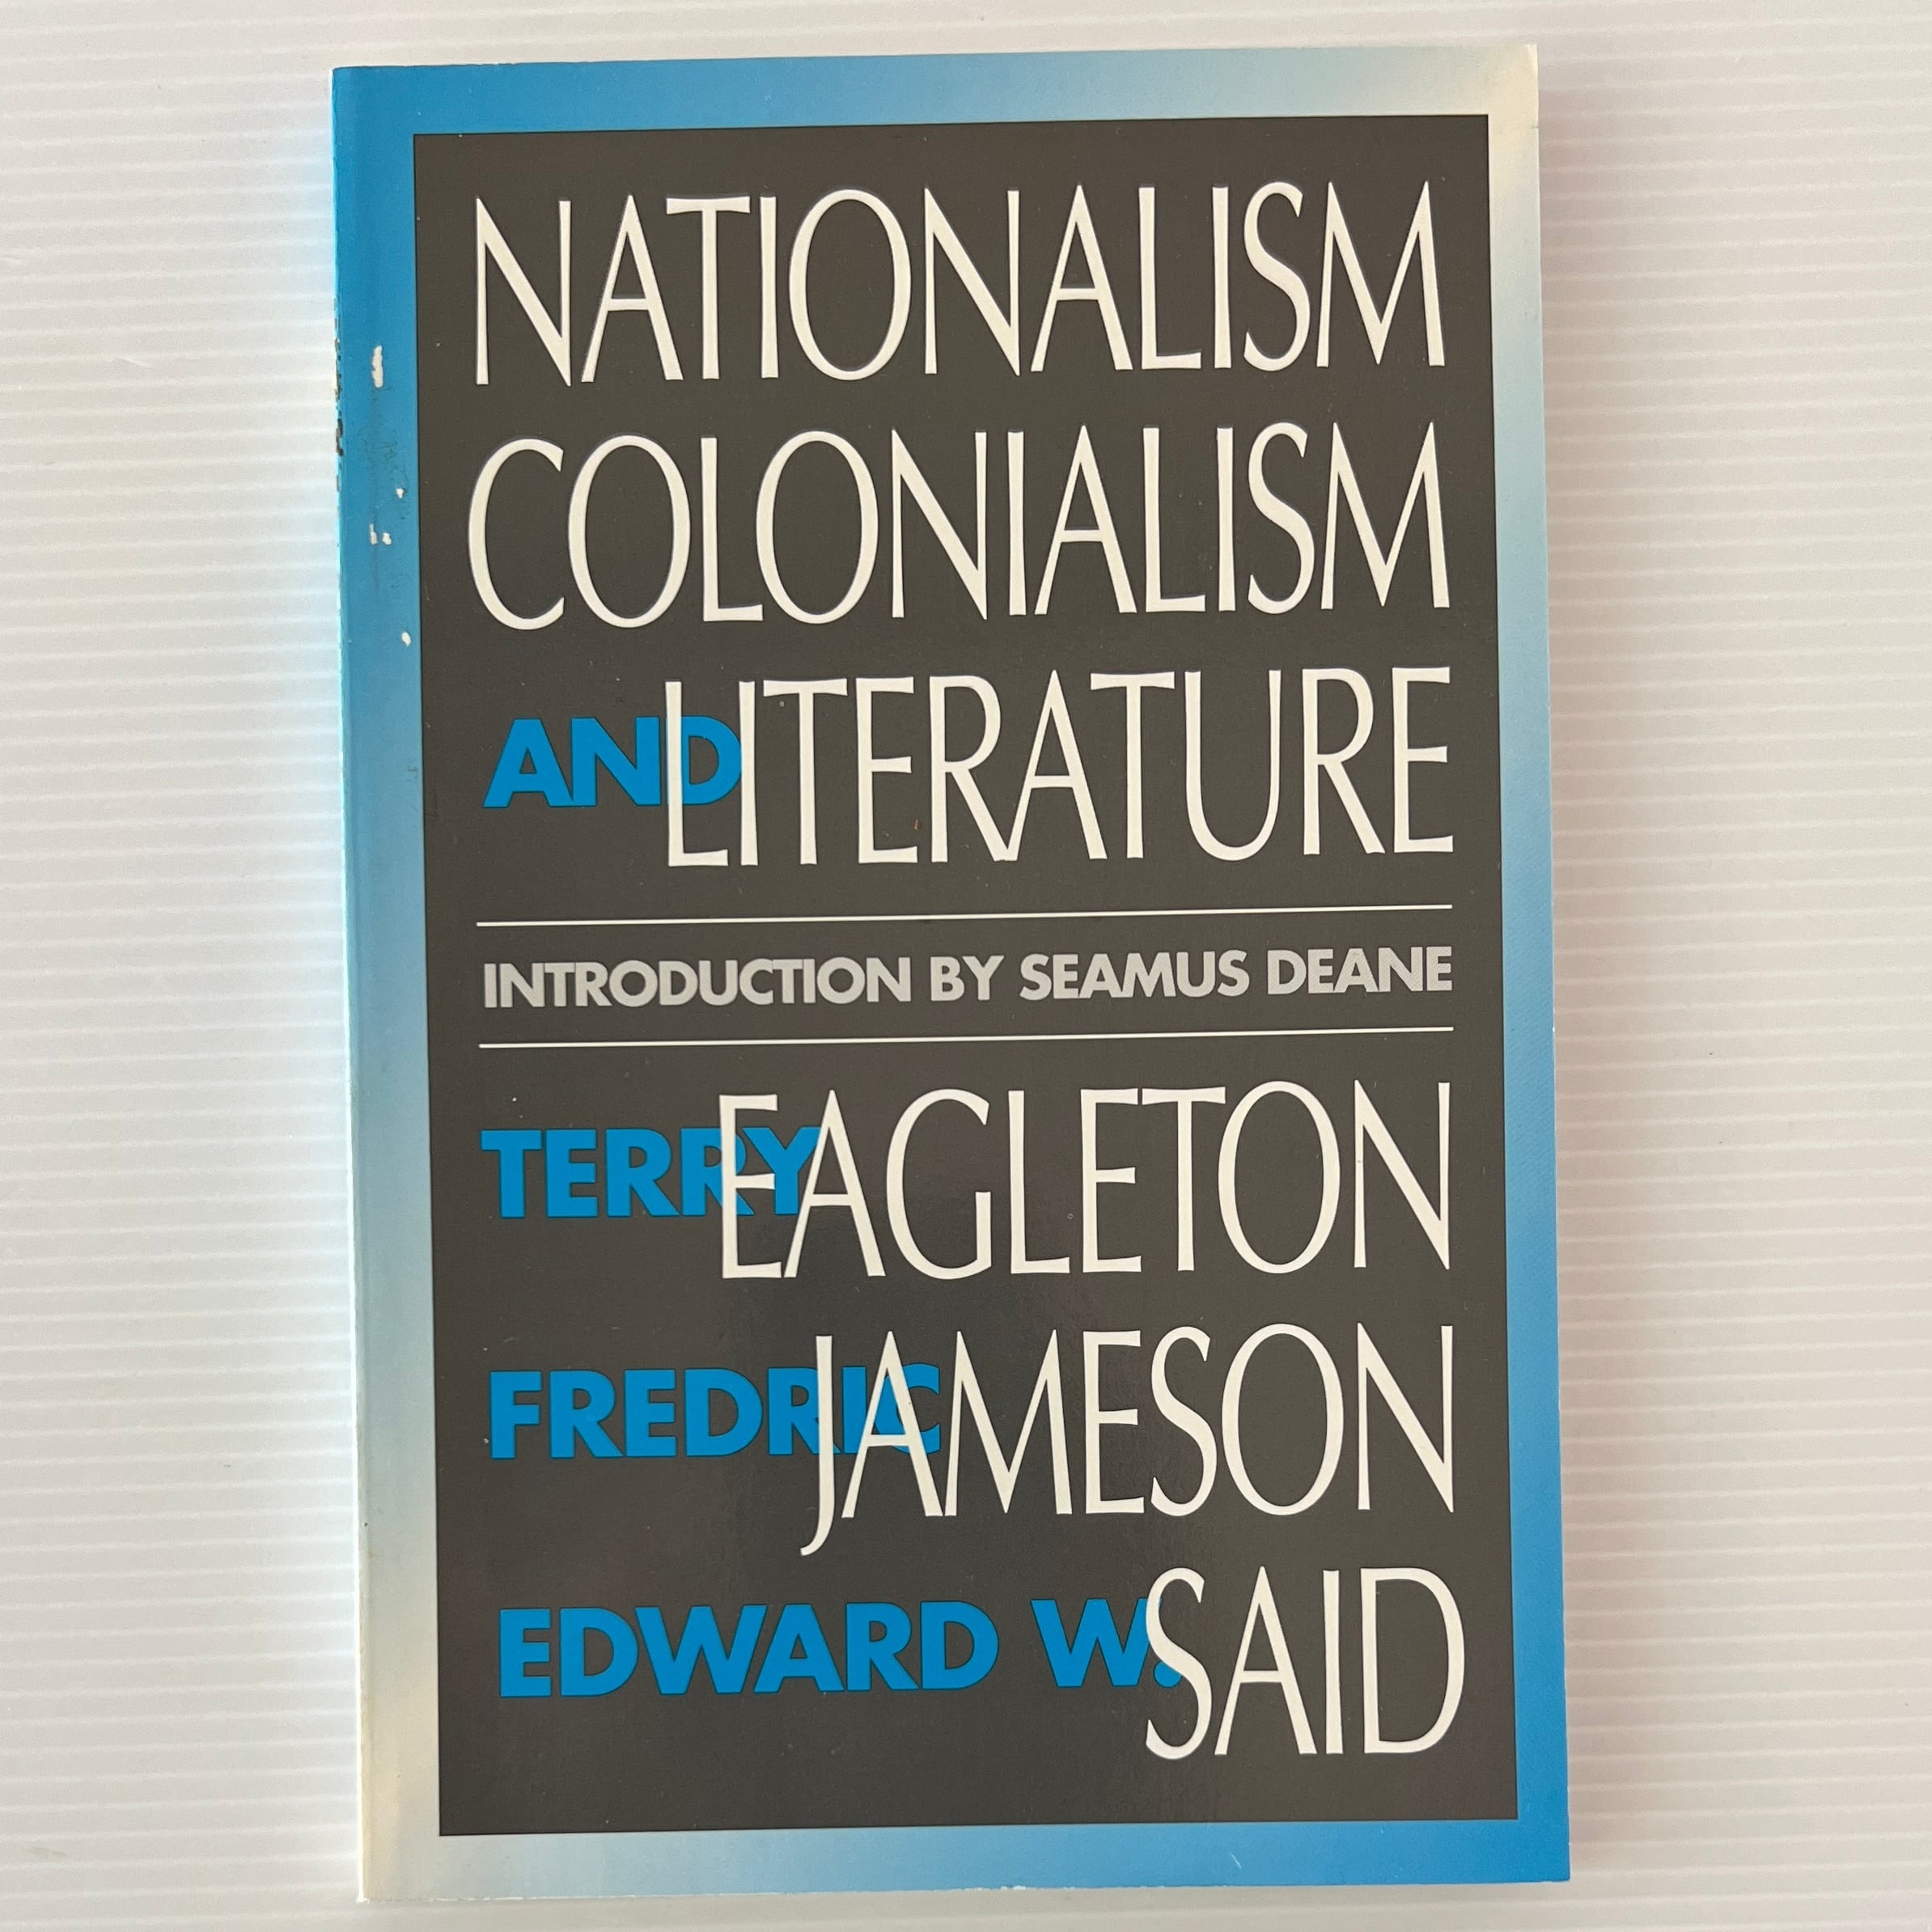 NATIONALISM
COLONIALISM
AND LITERATURE
INTRODUCTION BY SEAMUS DEANE
TERRY EAGLETON
FREDRIC JAMESON
EDWARD W. SAID